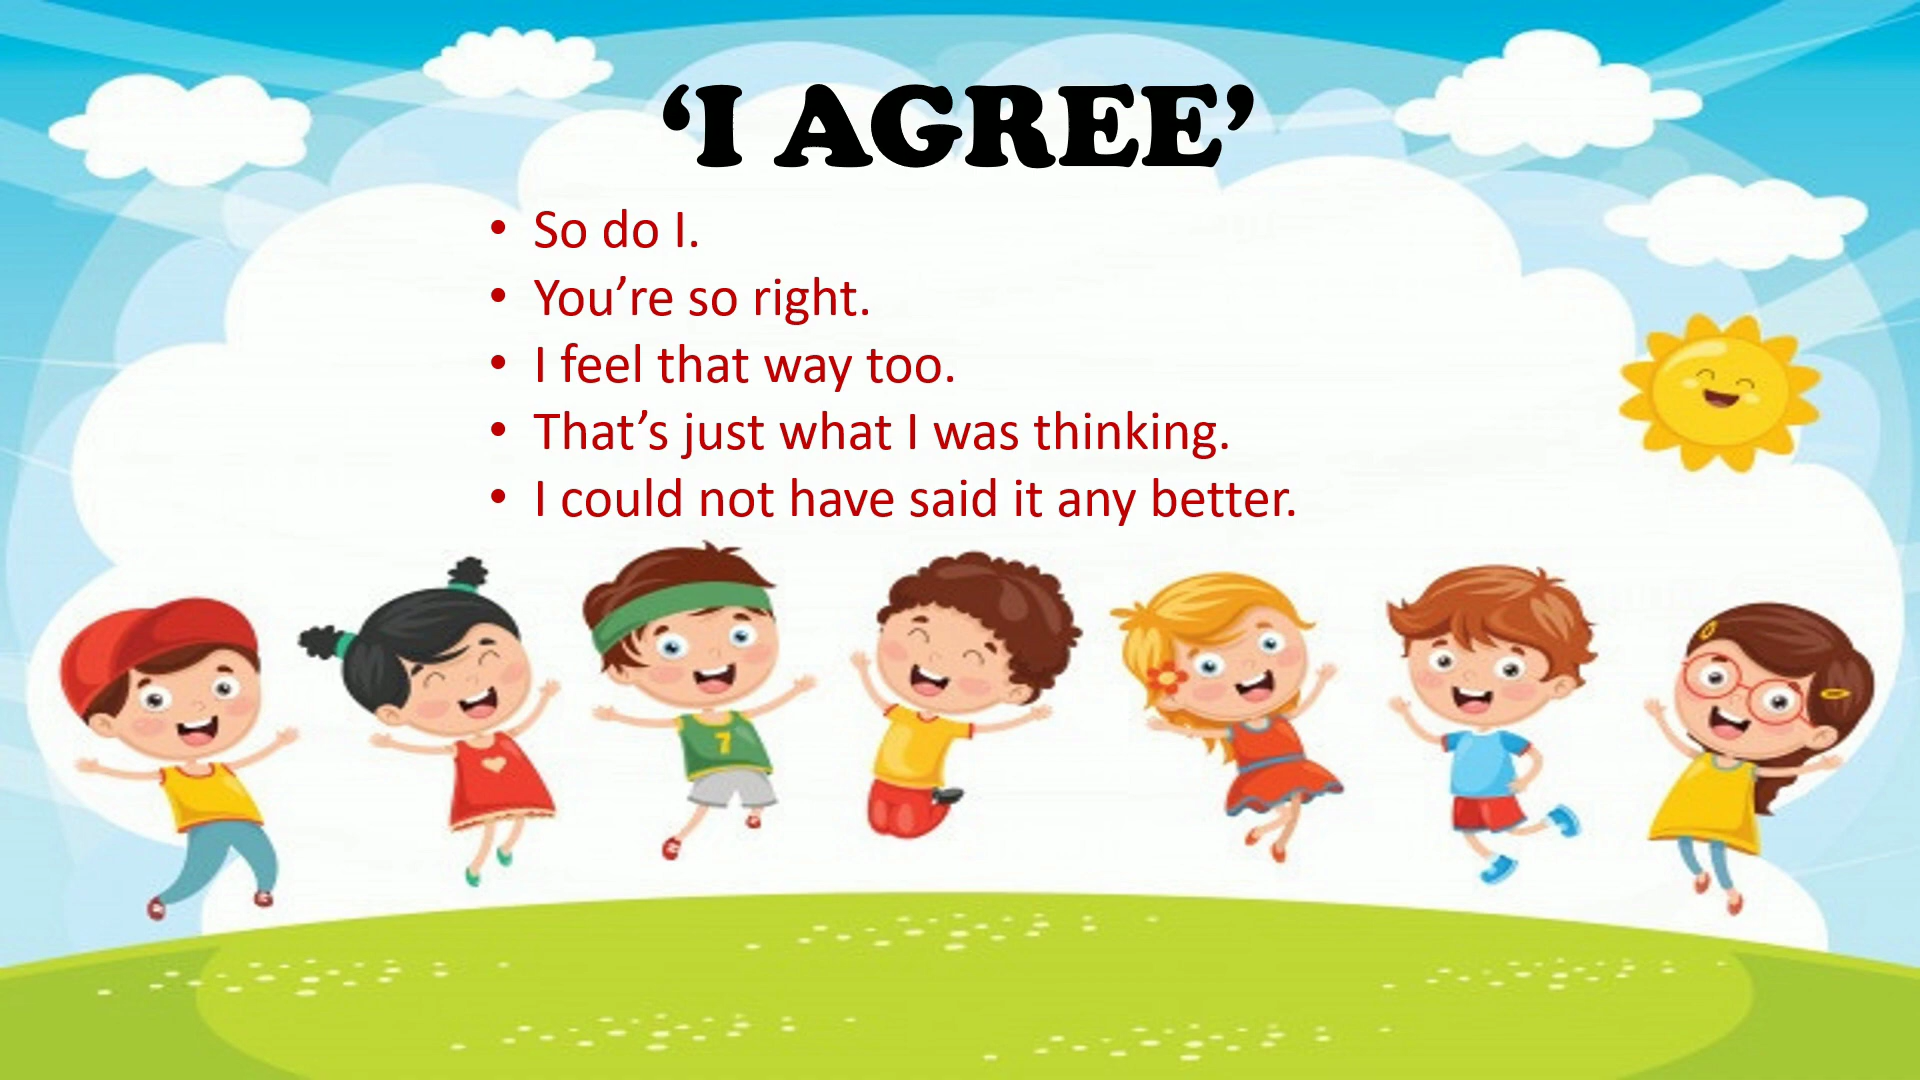 ‘I AGREE’
• So do I.
• You’re so right.
• I feel that way too.
• That’s just what I was thinking.
• I could not have said it any better.
7